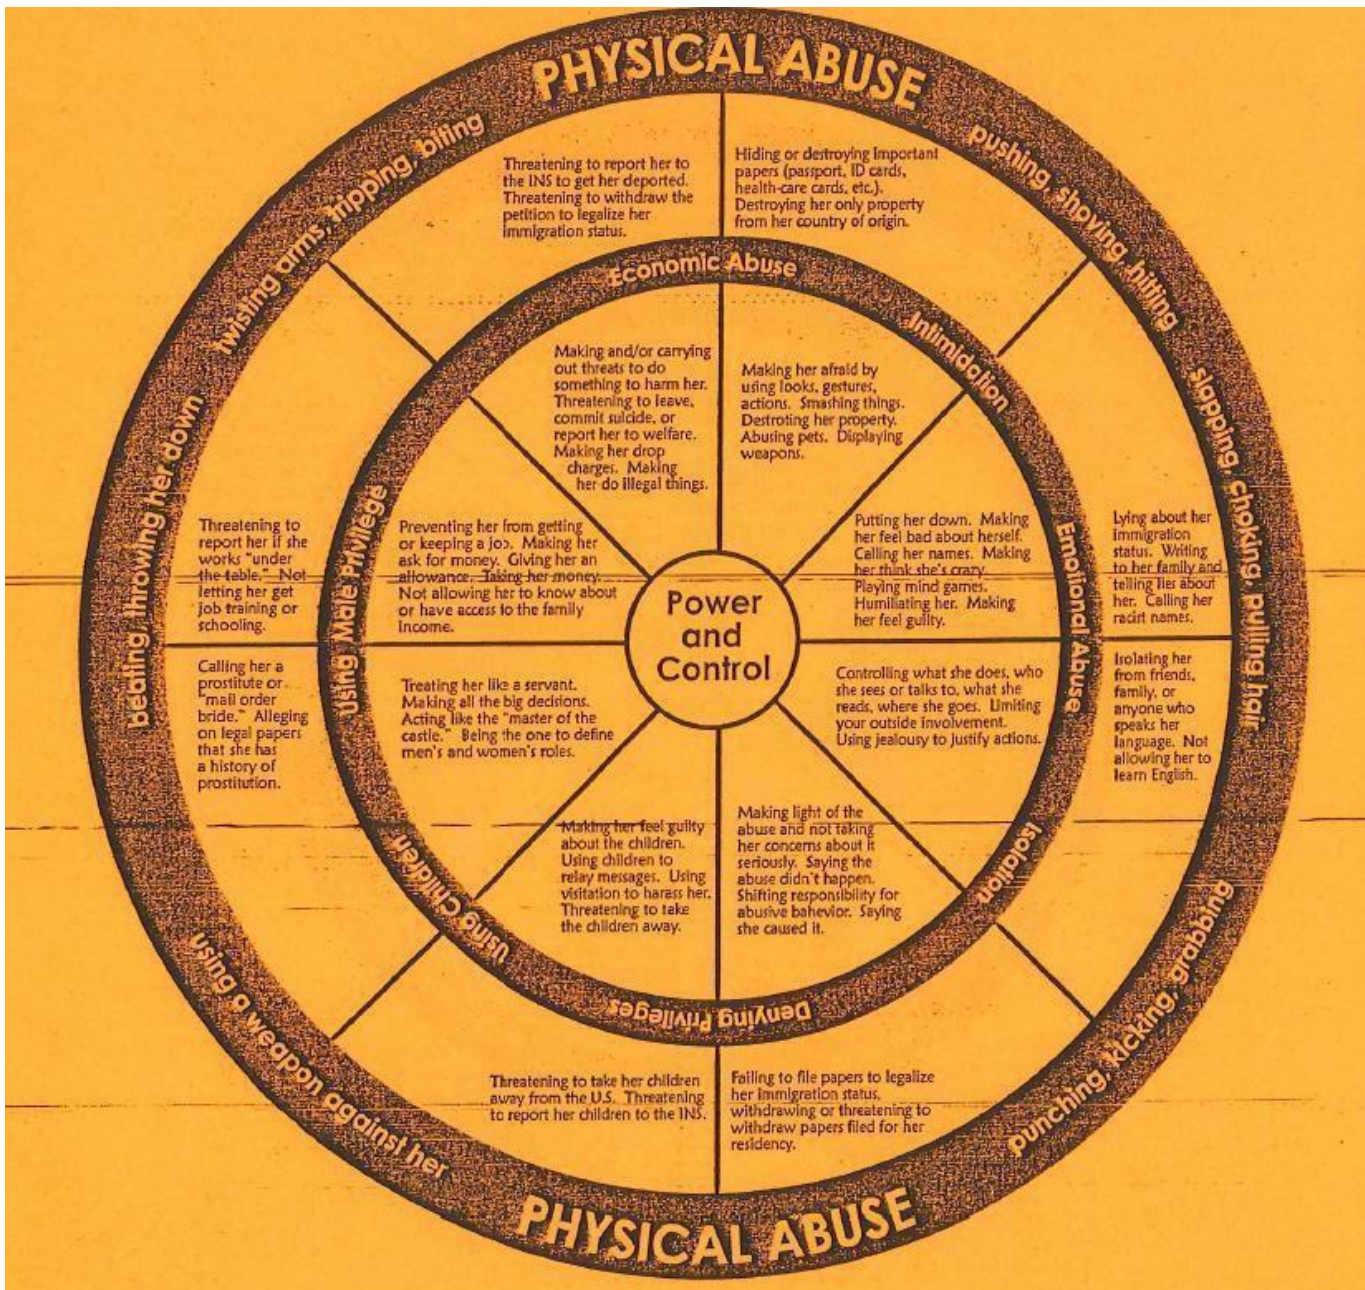 PHYSICAL ABUSE
pushing, shoving, hitting
slapping, choking, pulling hair
punching, kicking, grabbing
PHYSICAL ABUSE
using a weapon against her
beating, throwing her down
twisting arms, tripping, biting
Threatening to report her to
the INS to get her deported.
Threatening to withdraw the
petition to legalize her
immigration status.
Hiding or destroying important
papers (passport, ID cards,
health-care cards, etc.).
Destroying her only property
from her country of origin.
Economic Abuse
Intimidation
Emotional Abuse
Isolation
Denying Privileges
Using Children
Using Male Privilege
Making and/or carrying
out threats to do
something to harm her.
Threatening to leave,
commit suicide, or
report her to welfare.
Making her drop
charges. Making
her do illegal things.
Making her afraid by
using looks, gestures,
actions. Smashing things.
Destroting her property.
Abusing pets. Displaying
weapons.
Threatening to
report her if she
works "under
the table." Not
letting her get
job training or
schooling.
Preventing her from getting
or keeping a job. Making her
ask for money. Giving her an
allowance. Taking her money.
Not allowing her to know about
or have access to the family
income.
Power
and
Control
Putting her down. Making
her feel bad about herself.
Calling her names. Making
her think she's crazy.
Playing mind games.
Humiliating her. Making
her feel guilty.
Lying about her
immigration
status. Writing
to her family and
telling lies about
her. Calling her
racist names.
Calling her a
prostitute or
"mail order
bride." Alleging
on legal papers
that she has
a history of
prostitution.
Treating her like a servant.
Making all the big decisions.
Acting like the "master of the
castle." Being the one to define
men's and women's roles.
Controlling what she does, who
she sees or talks to, what she
reads, where she goes. Limiting
your outside involvement.
Using jealousy to justify actions.
Isolating her
from friends,
family, or
anyone who
speaks her
language. Not
allowing her to
learn English.
Making her feel guilty
about the children.
Using children to
relay messages. Using
visitation to harass her.
Threatening to take
the children away.
Making light of the
abuse and not taking
her concerns about it
seriously. Saying the
abuse didn't happen.
Shifting responsibility for
abusive bahevior. Saying
she caused it.
Threatening to take her children
away from the U.S. Threatening
to report her children to the INS.
Failing to file papers to legalize
her immigration status,
withdrawing or threatening to
withdraw papers filed for her
residency.